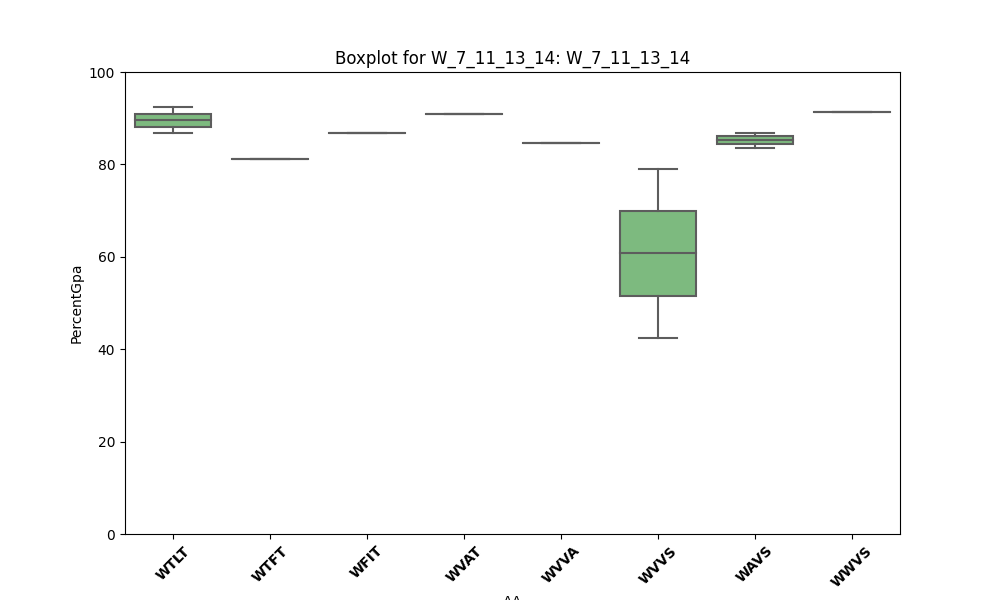 Boxplot for W_7_11_13_14: W_7_11_13_14
100
80
60
40
20
0
PercentGpa
WTLT
WTFT
WFIT
WVAT
WVVA
WVVS
WAVS
WWVS